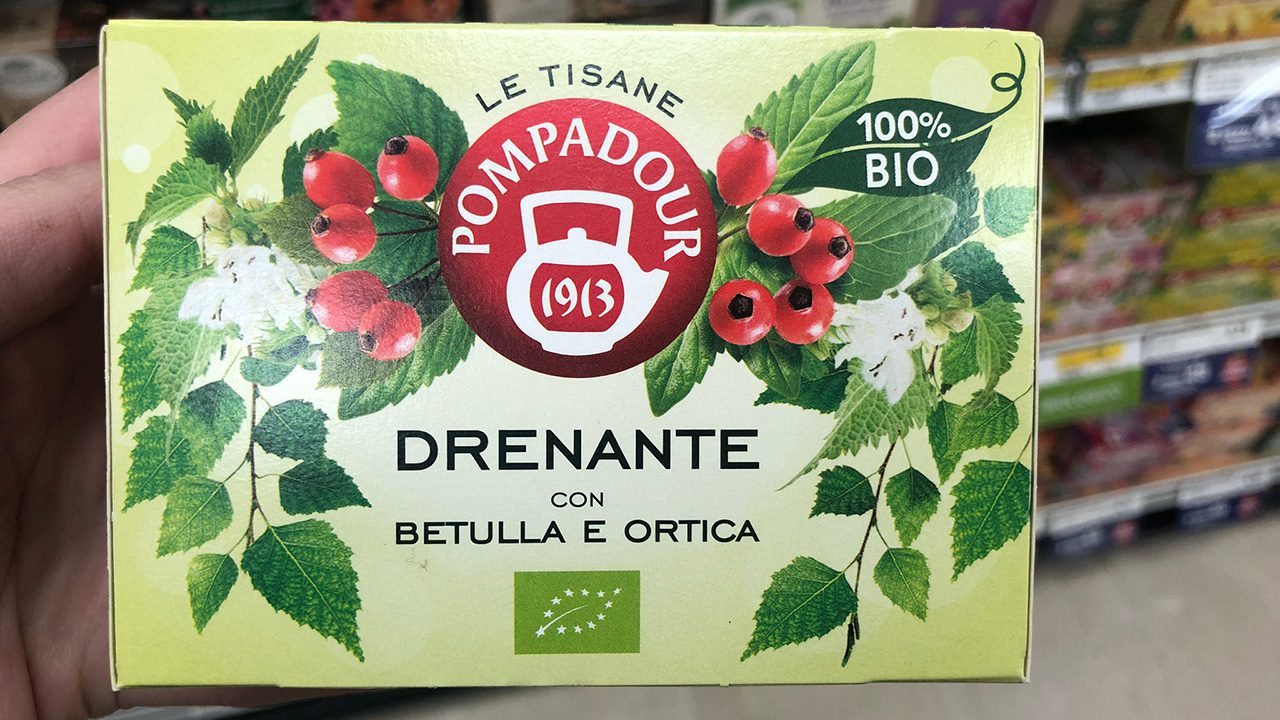 LE TISANE
POMPADOUR
1913
100%
BIO
DRENANTE
CON
BETULLA E ORTICA